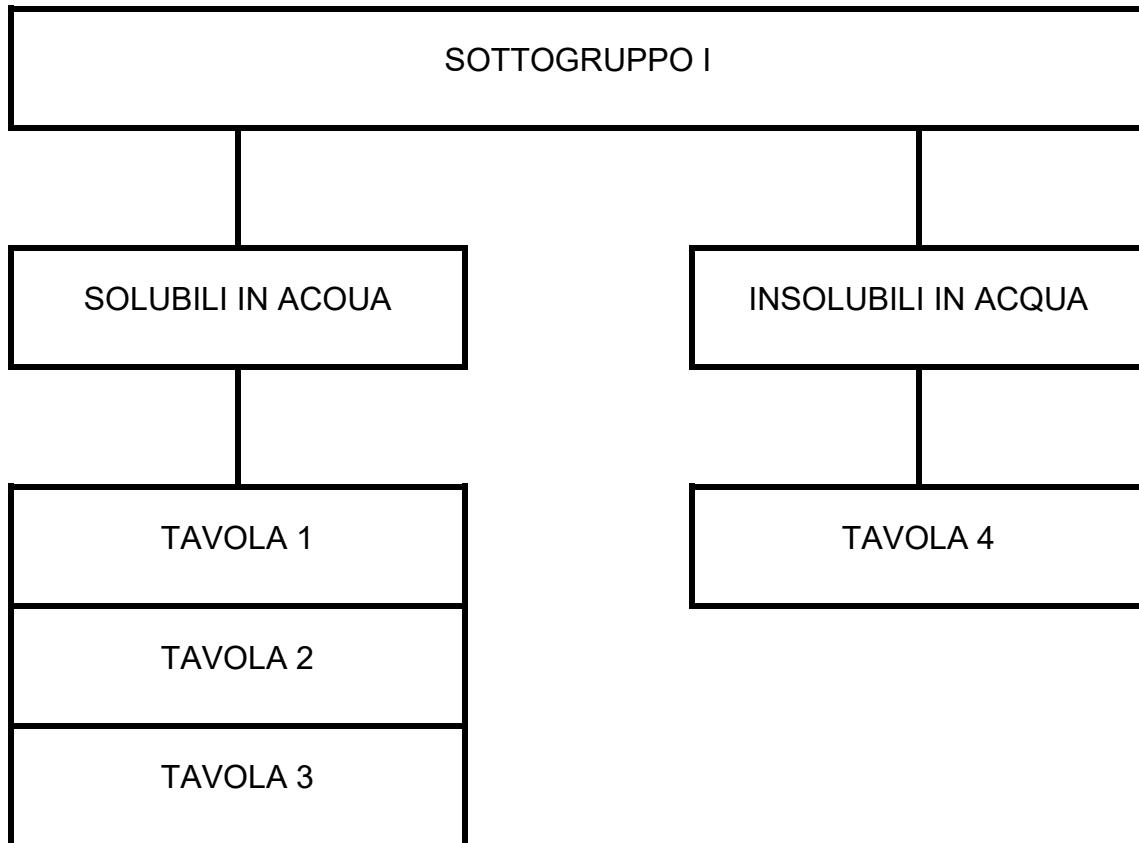 SOTTOGRUPPO I
SOLUBILI IN ACOUA
INSOLUBILI IN ACQUA
TAVOLA 1
TAVOLA 4
TAVOLA 2
TAVOLA 3